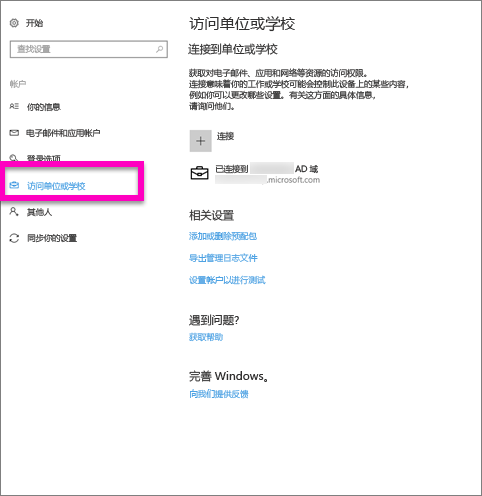 开始
查找设置
帐户
你的信息
电子邮件和应用帐户
登录选项
访问单位或学校
其他人
同步你的设置
访问单位或学校
连接到单位或学校
获取对电子邮件、应用和网络等资源的访问权限。
连接意味着你的工作或学校可能会控制此设备上的某些内容，
例如你可以更改哪些设置。有关这方面的具体信息，
请询问他们。
连接
已连接到 AD 域
.microsoft.com
相关设置
添加或删除预配包
导出管理日志文件
设置帐户以进行测试
遇到问题?
获取帮助
完善 Windows。
向我们提供反馈